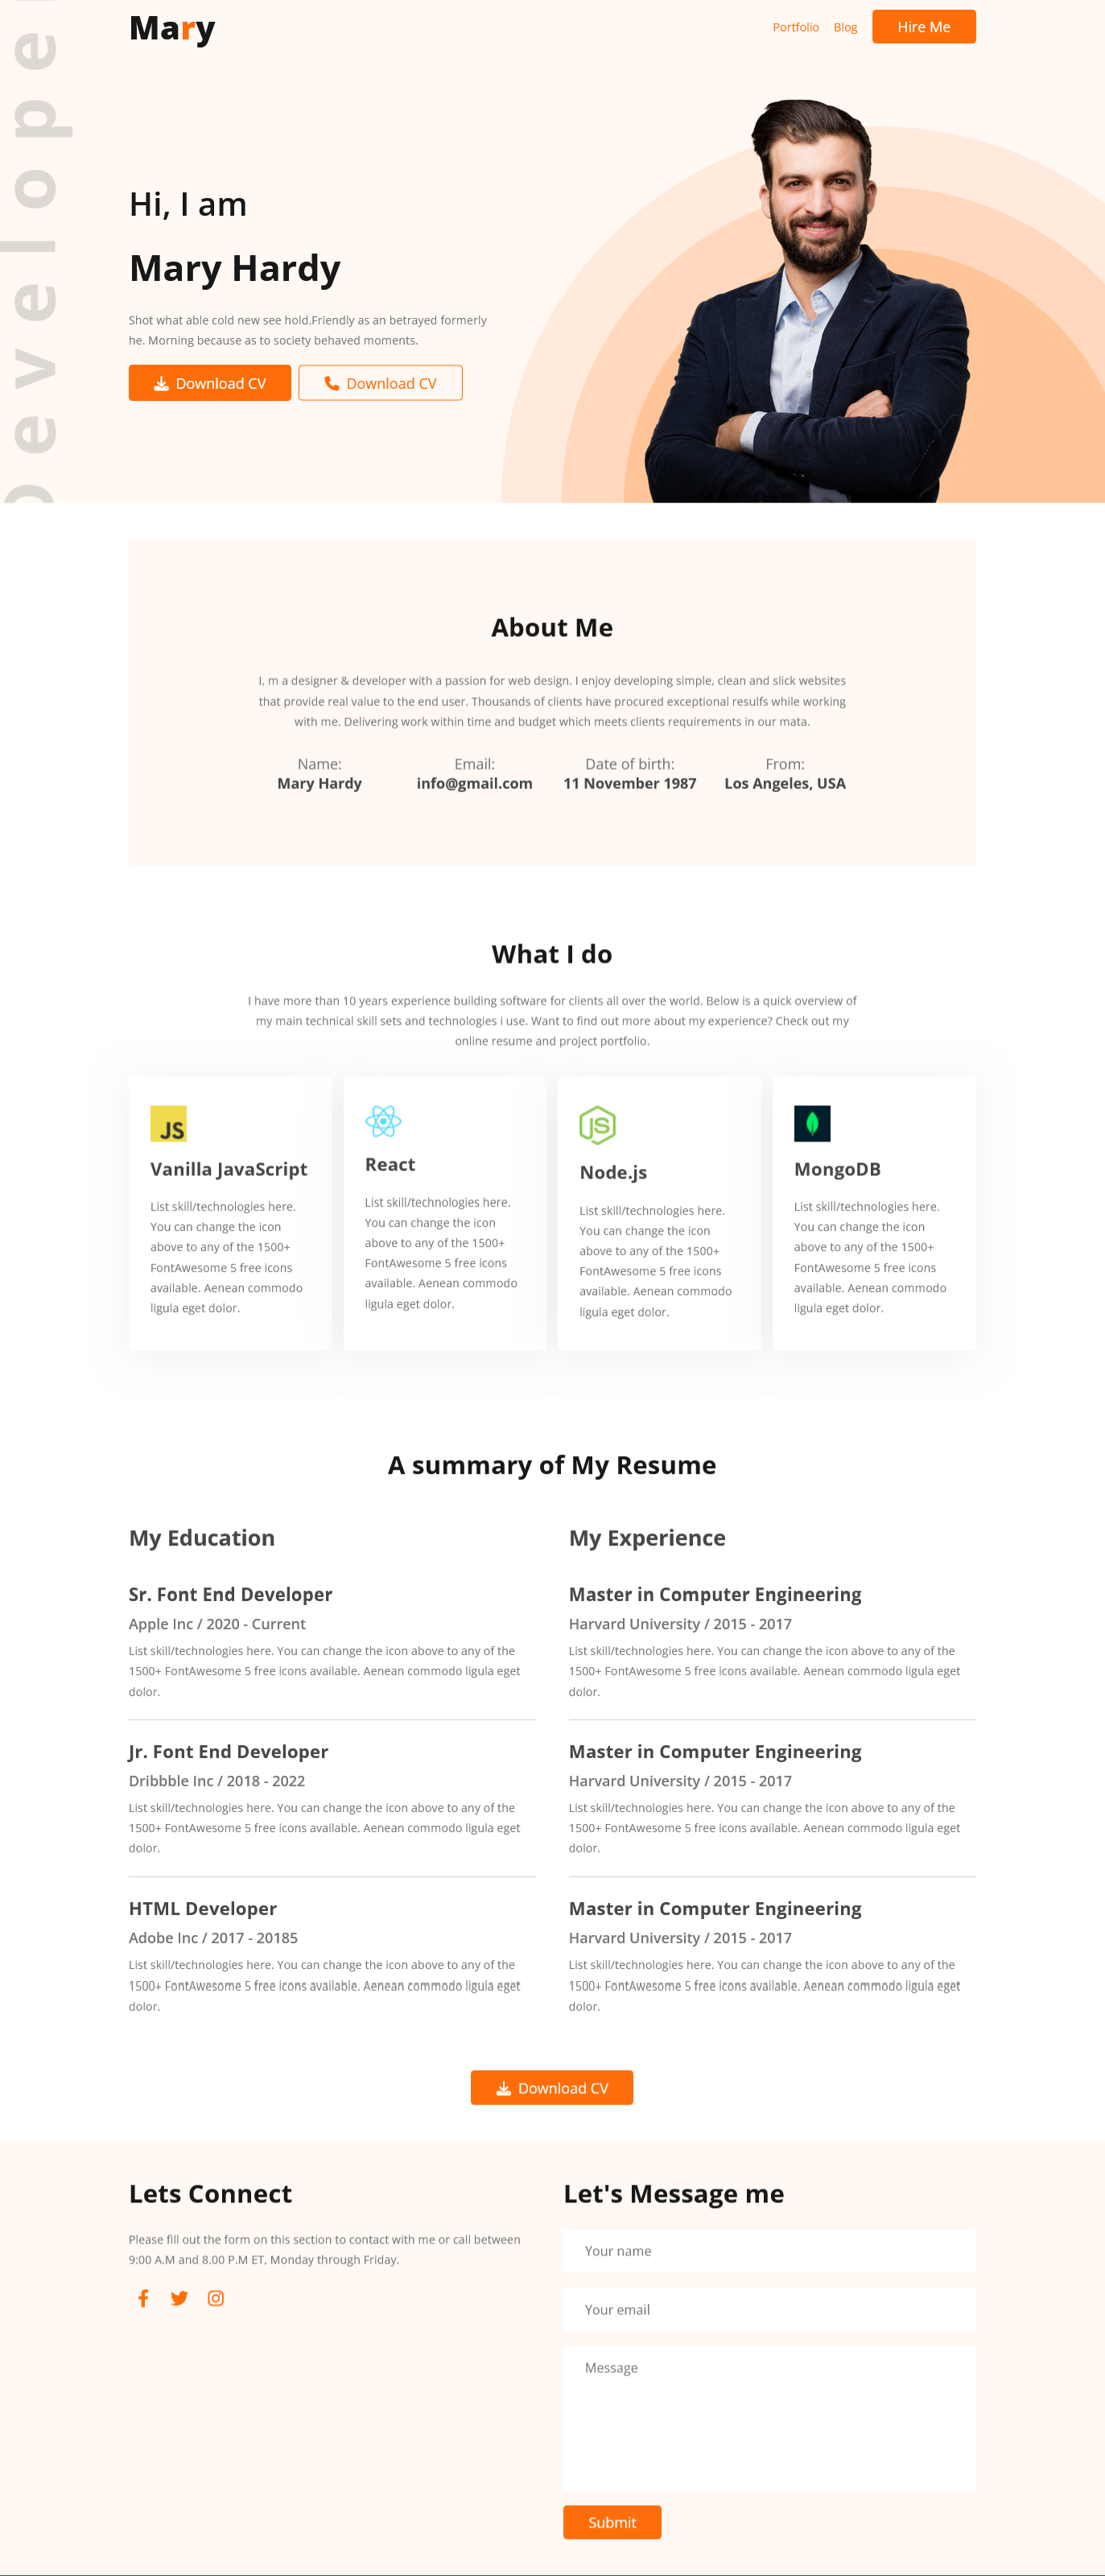 Mary
Portfolio Blog Hire Me
Developer
Hi, I am
Mary Hardy
Shot what able cold new see hold.Friendly as an betrayed formerly
he. Morning because as to society behaved moments.
Download CV
Download CV
About Me
I, m a designer & developer with a passion for web design. I enjoy developing simple, clean and slick websites
that provide real value to the end user. Thousands of clients have procured exceptional resulfs while working
with me. Delivering work within time and budget which meets clients requirements in our mata.
Name:
Mary Hardy
Email:
info@gmail.com
Date of birth:
11 November 1987
From:
Los Angeles, USA
What I do
I have more than 10 years experience building software for clients all over the world. Below is a quick overview of
my main technical skill sets and technologies i use. Want to find out more about my experience? Check out my
online resume and project portfolio.
JS
Vanilla JavaScript
List skill/technologies here.
You can change the icon
above to any of the 1500+
FontAwesome 5 free icons
available. Aenean commodo
ligula eget dolor.
React
List skill/technologies here.
You can change the icon
above to any of the 1500+
FontAwesome 5 free icons
available. Aenean commodo
ligula eget dolor.
JS
Node.js
List skill/technologies here.
You can change the icon
above to any of the 1500+
FontAwesome 5 free icons
available. Aenean commodo
ligula eget dolor.
MongoDB
List skill/technologies here.
You can change the icon
above to any of the 1500+
FontAwesome 5 free icons
available. Aenean commodo
ligula eget dolor.
A summary of My Resume
My Education
Sr. Font End Developer
Apple Inc / 2020 - Current
List skill/technologies here. You can change the icon above to any of the
1500+ FontAwesome 5 free icons available. Aenean commodo ligula eget
dolor.
Jr. Font End Developer
Dribbble Inc / 2018 - 2022
List skill/technologies here. You can change the icon above to any of the
1500+ FontAwesome 5 free icons available. Aenean commodo ligula eget
dolor.
HTML Developer
Adobe Inc / 2017 - 20185
List skill/technologies here. You can change the icon above to any of the
1500+ FontAwesome 5 free icons available. Aenean commodo ligula eget
dolor.
My Experience
Master in Computer Engineering
Harvard University / 2015 - 2017
List skill/technologies here. You can change the icon above to any of the
1500+ FontAwesome 5 free icons available. Aenean commodo ligula eget
dolor.
Master in Computer Engineering
Harvard University / 2015 - 2017
List skill/technologies here. You can change the icon above to any of the
1500+ FontAwesome 5 free icons available. Aenean commodo ligula eget
dolor.
Master in Computer Engineering
Harvard University / 2015 - 2017
List skill/technologies here. You can change the icon above to any of the
1500+ FontAwesome 5 free icons available. Aenean commodo ligula eget
dolor.
Download CV
Lets Connect
Please fill out the form on this section to contact with me or call between
9:00 A.M and 8.00 P.M ET, Monday through Friday.
Let's Message me
Your name
Your email
Message
Submit